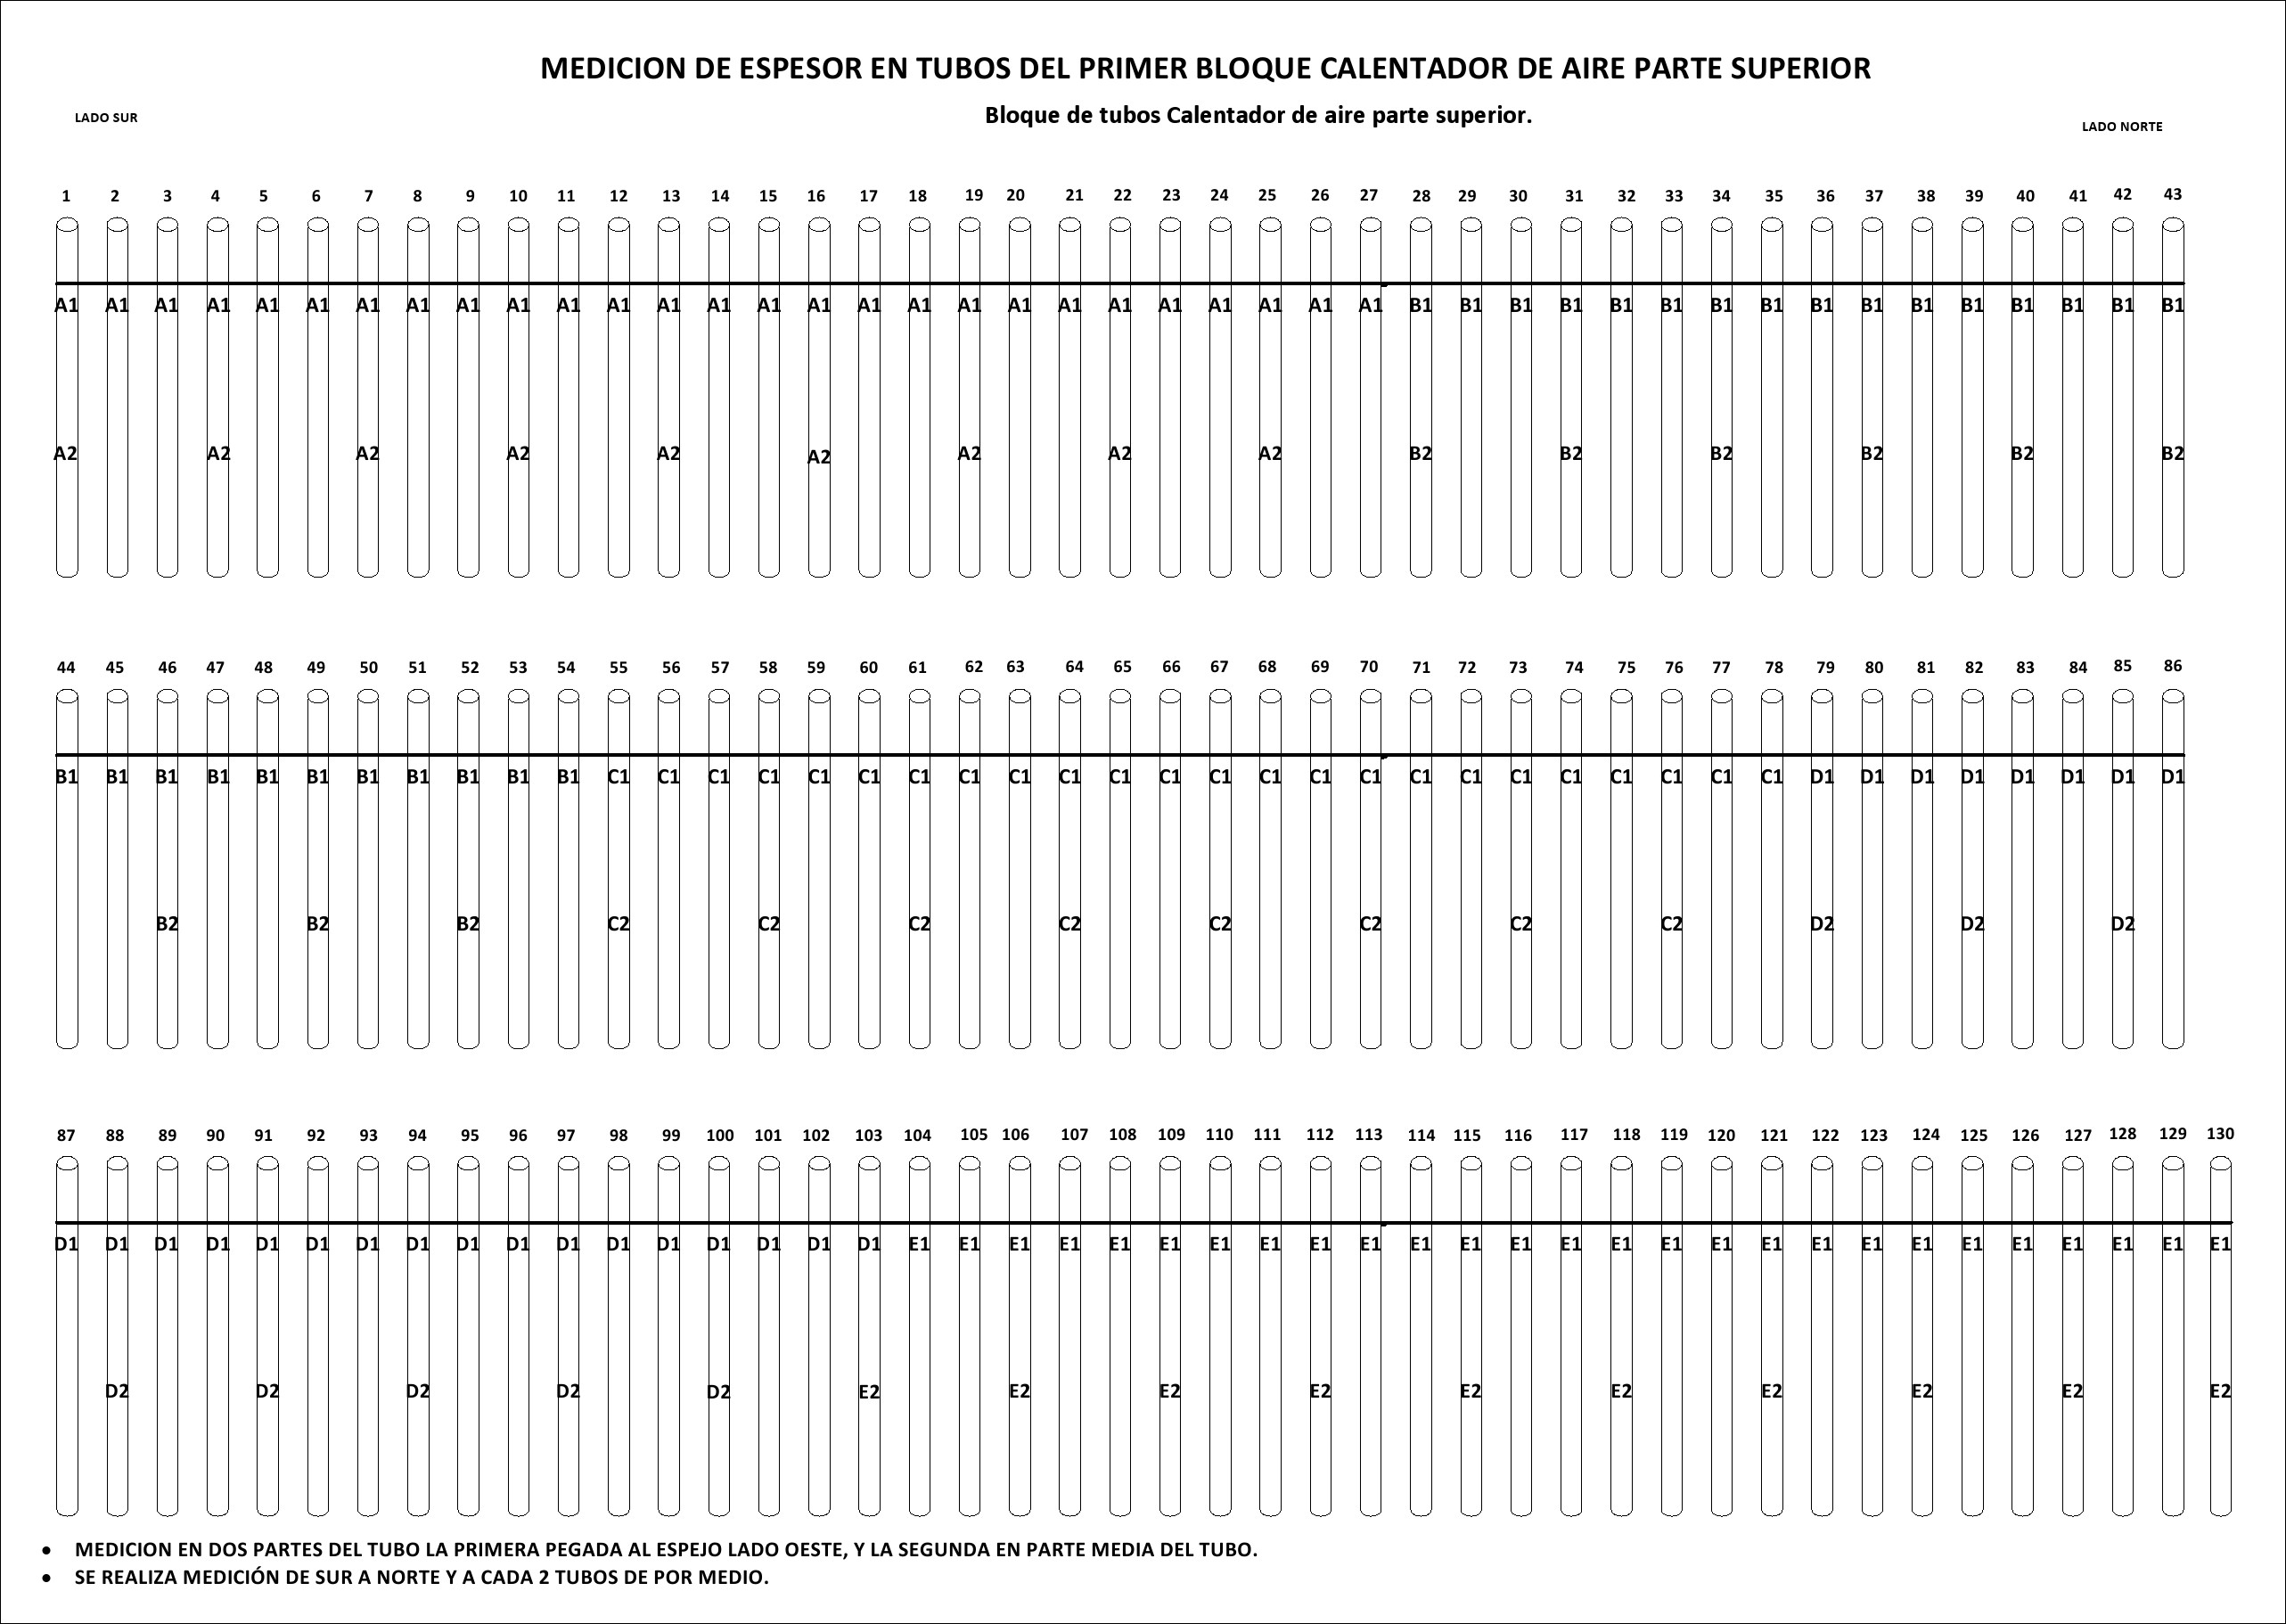 MEDICION DE ESPESOR EN TUBOS DEL PRIMER BLOQUE CALENTADOR DE AIRE PARTE SUPERIOR
Bloque de tubos Calentador de aire parte superior.
LADO SUR
LADO NORTE
1 2 3 4 5 6 7 8 9 10 11 12 13 14 15 16 17 18 19 20 21 22 23 24 25 26 27 28 29 30 31 32 33 34 35 36 37 38 39 40 41 42 43
A1 A1 A1 A1 A1 A1 A1 A1 A1 A1 A1 A1 A1 A1 A1 A1 A1 A1 A1 A1 A1 A1 A1 A1 A1 A1 A1 B1 B1 B1 B1 B1 B1 B1 B1 B1 B1 B1 B1 B1 B1 B1 B1
A2 A2 A2 A2 A2 A2 A2 A2 A2 B2 B2 B2 B2 B2 B2
44 45 46 47 48 49 50 51 52 53 54 55 56 57 58 59 60 61 62 63 64 65 66 67 68 69 70 71 72 73 74 75 76 77 78 79 80 81 82 83 84 85 86
B1 B1 B1 B1 B1 B1 B1 B1 B1 B1 B1 C1 C1 C1 C1 C1 C1 C1 C1 C1 C1 C1 C1 C1 C1 C1 C1 C1 C1 C1 C1 C1 C1 C1 C1 D1 D1 D1 D1 D1 D1 D1 D1
B2 B2 B2 C2 C2 C2 C2 C2 C2 C2 C2 D2 D2 D2
87 88 89 90 91 92 93 94 95 96 97 98 99 100 101 102 103 104 105 106 107 108 109 110 111 112 113 114 115 116 117 118 119 120 121 122 123 124 125 126 127 128 129 130
D1 D1 D1 D1 D1 D1 D1 D1 D1 D1 D1 D1 D1 D1 D1 D1 D1 E1 E1 E1 E1 E1 E1 E1 E1 E1 E1 E1 E1 E1 E1 E1 E1 E1 E1 E1 E1 E1 E1 E1 E1 E1 E1 E1
D2 D2 D2 D2 D2 E2 E2 E2 E2 E2 E2 E2 E2 E2 E2
• MEDICION EN DOS PARTES DEL TUBO LA PRIMERA PEGADA AL ESPEJO LADO OESTE, Y LA SEGUNDA EN PARTE MEDIA DEL TUBO.
• SE REALIZA MEDICIÓN DE SUR A NORTE Y A CADA 2 TUBOS DE POR MEDIO.